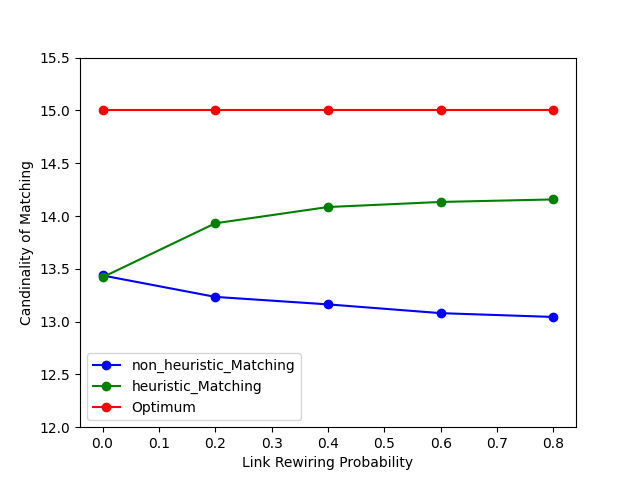 15.5
15.0
14.5
14.0
13.5
13.0
12.5
12.0
Candinality of Matching
non_heuristic_Matching
heuristic_Matching
Optimum
0.0 0.1 0.2 0.3 0.4 0.5 0.6 0.7 0.8
Link Rewiring Probability